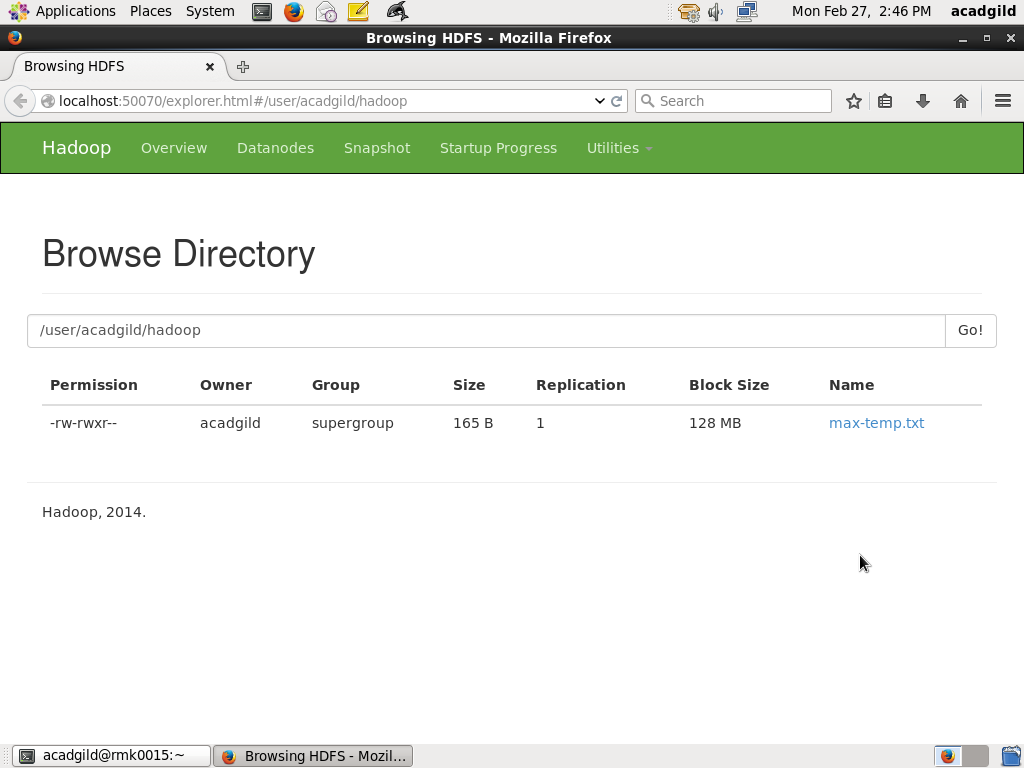 Applications Places System Mon Feb 27, 2:46 PM acadgild
Browsing HDFS - Mozilla Firefox
Browsing HDFS
localhost:50070/explorer.html#/user/acadgild/hadoop Search
Hadoop Overview Datanodes Snapshot Startup Progress Utilities
Browse Directory
/user/acadgild/hadoop Go!
Permission Owner Group Size Replication Block Size Name
-rw-rwxr-- acadgild supergroup 165 B 1 128 MB max-temp.txt
Hadoop, 2014.
acadgild@rmk0015:~ Browsing HDFS - Mozil...